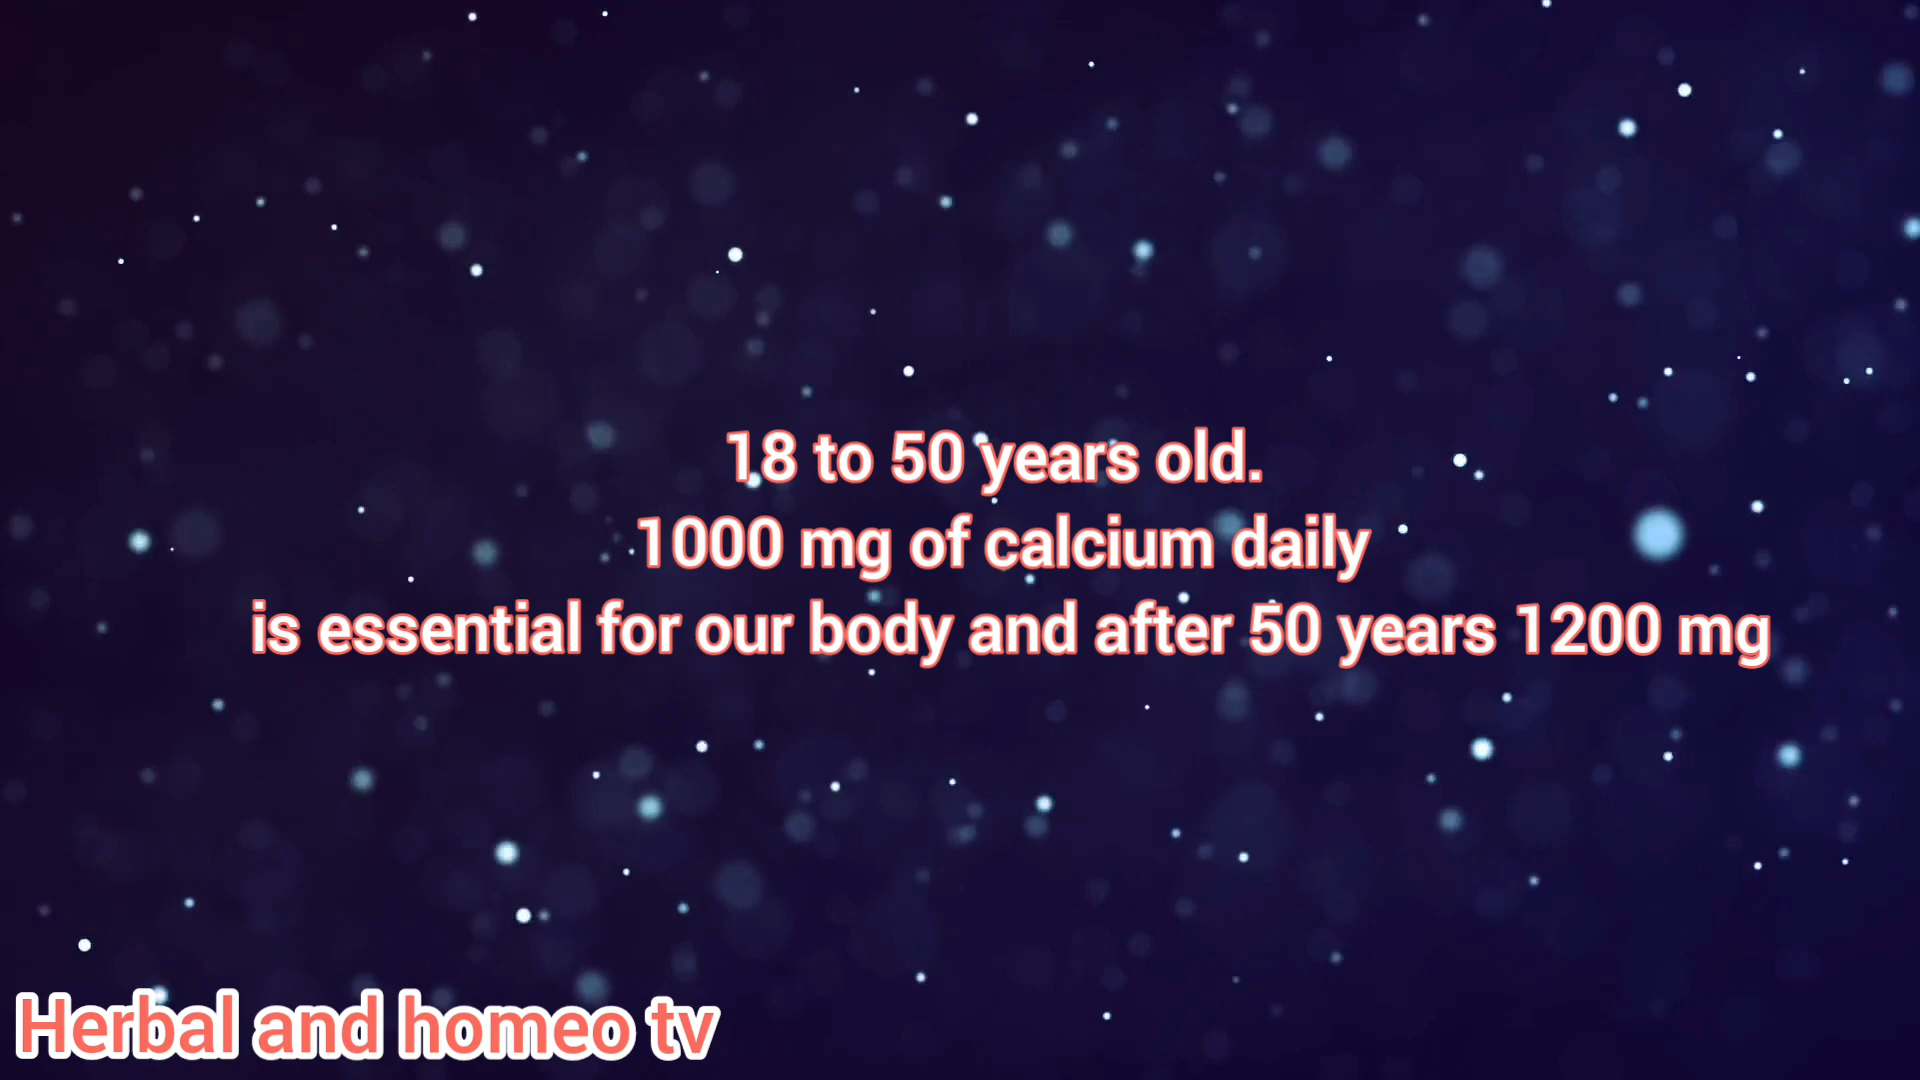 18 to 50 years old.
1000 mg of calcium daily
is essential for our body and after 50 years 1200 mg
Herbal and homeo tv